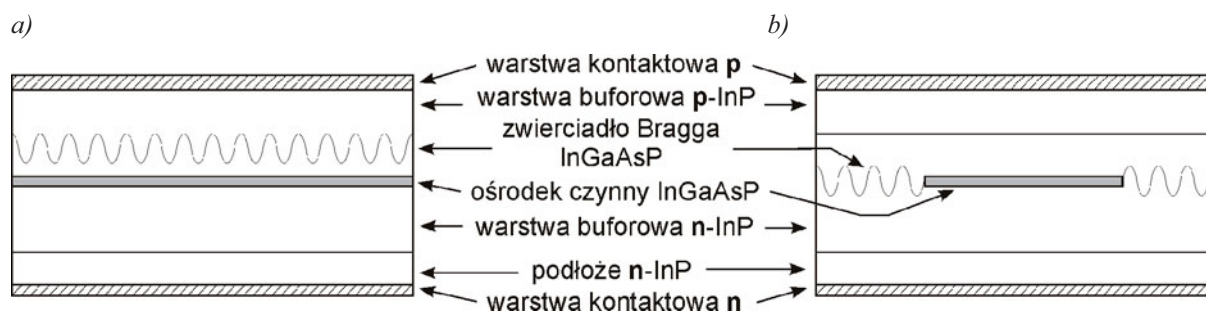 a)
b)
warstwa kontaktowa p
warstwa buforowa p-InP
zwierciadło Bragga
InGaAsP
ośrodek czynny InGaAsP
warstwa buforowa n-InP
podłoże n-InP
warstwa kontaktowa n